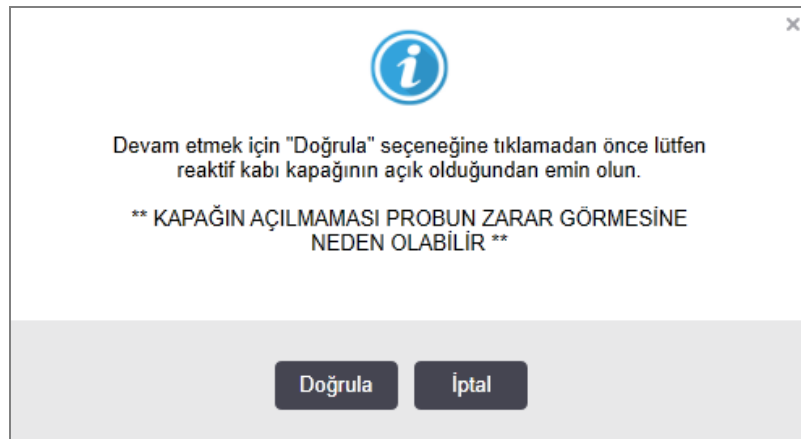 Devam etmek için "Doğrula" seçeneğine tıklamadan önce lütfen
reaktif kabı kapağının açık olduğundan emin olun.
** KAPAĞIN AÇILMAMASI PROBUN ZARAR GÖRMESİNE
NEDEN OLABİLİR **
Doğrula İptal